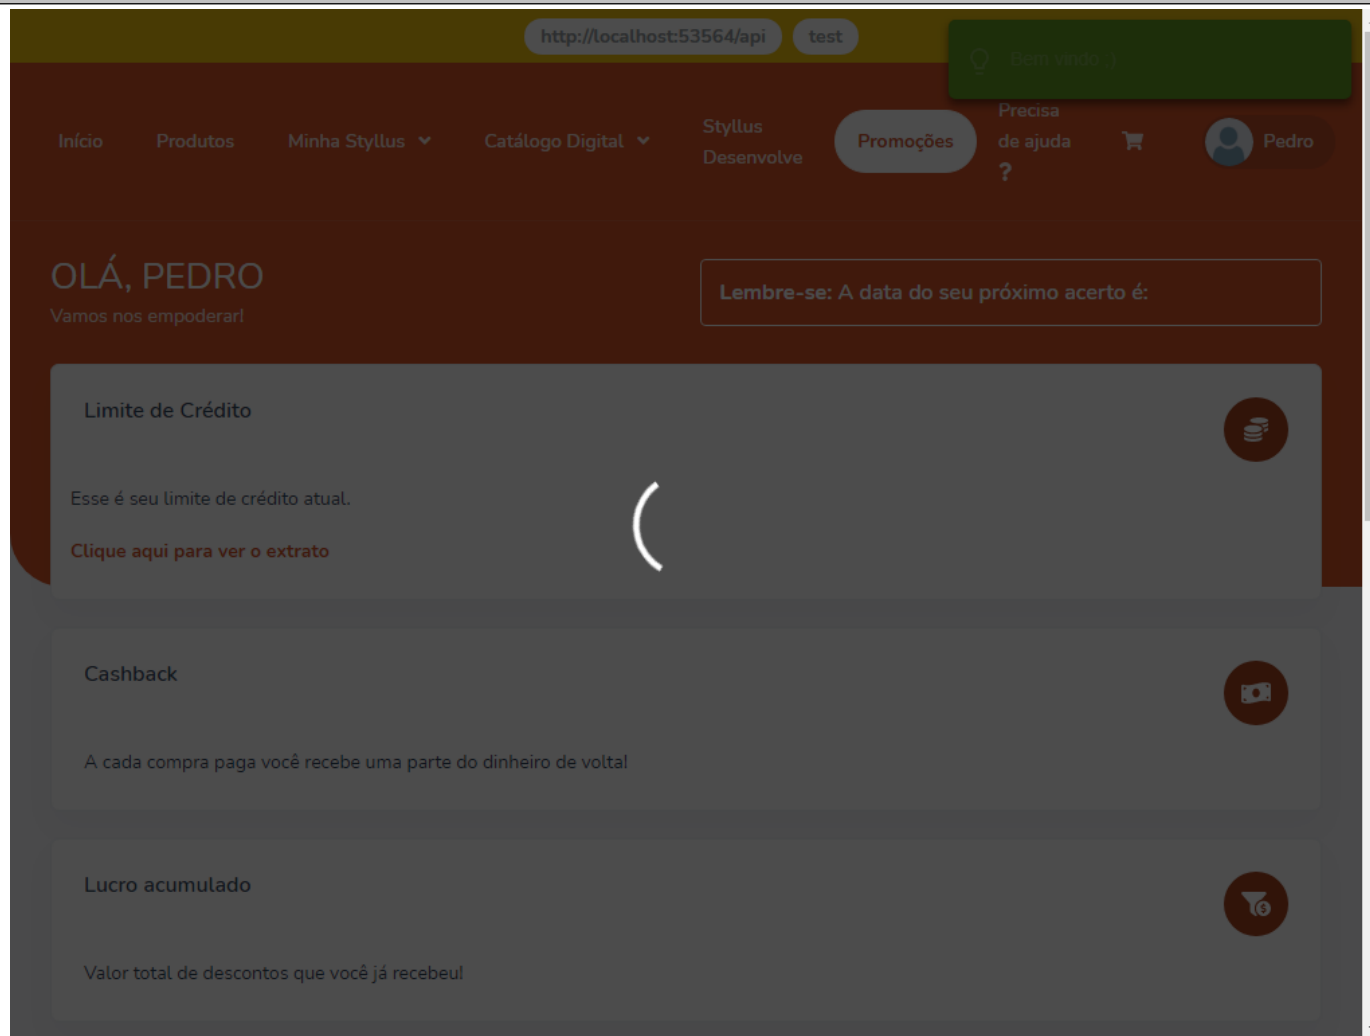 http://localhost:53564/api test
Bem vindo ;)
Início Produtos Minha Styllus Catálogo Digital Styllus Desenvolve Promoções Precisa de ajuda ? Pedro
OLÁ, PEDRO
Vamos nos empoderar!
Lembre-se: A data do seu próximo acerto é:
Limite de Crédito
Esse é seu limite de crédito atual.
Clique aqui para ver o extrato
Cashback
A cada compra paga você recebe uma parte do dinheiro de volta!
Lucro acumulado
Valor total de descontos que você já recebeu!